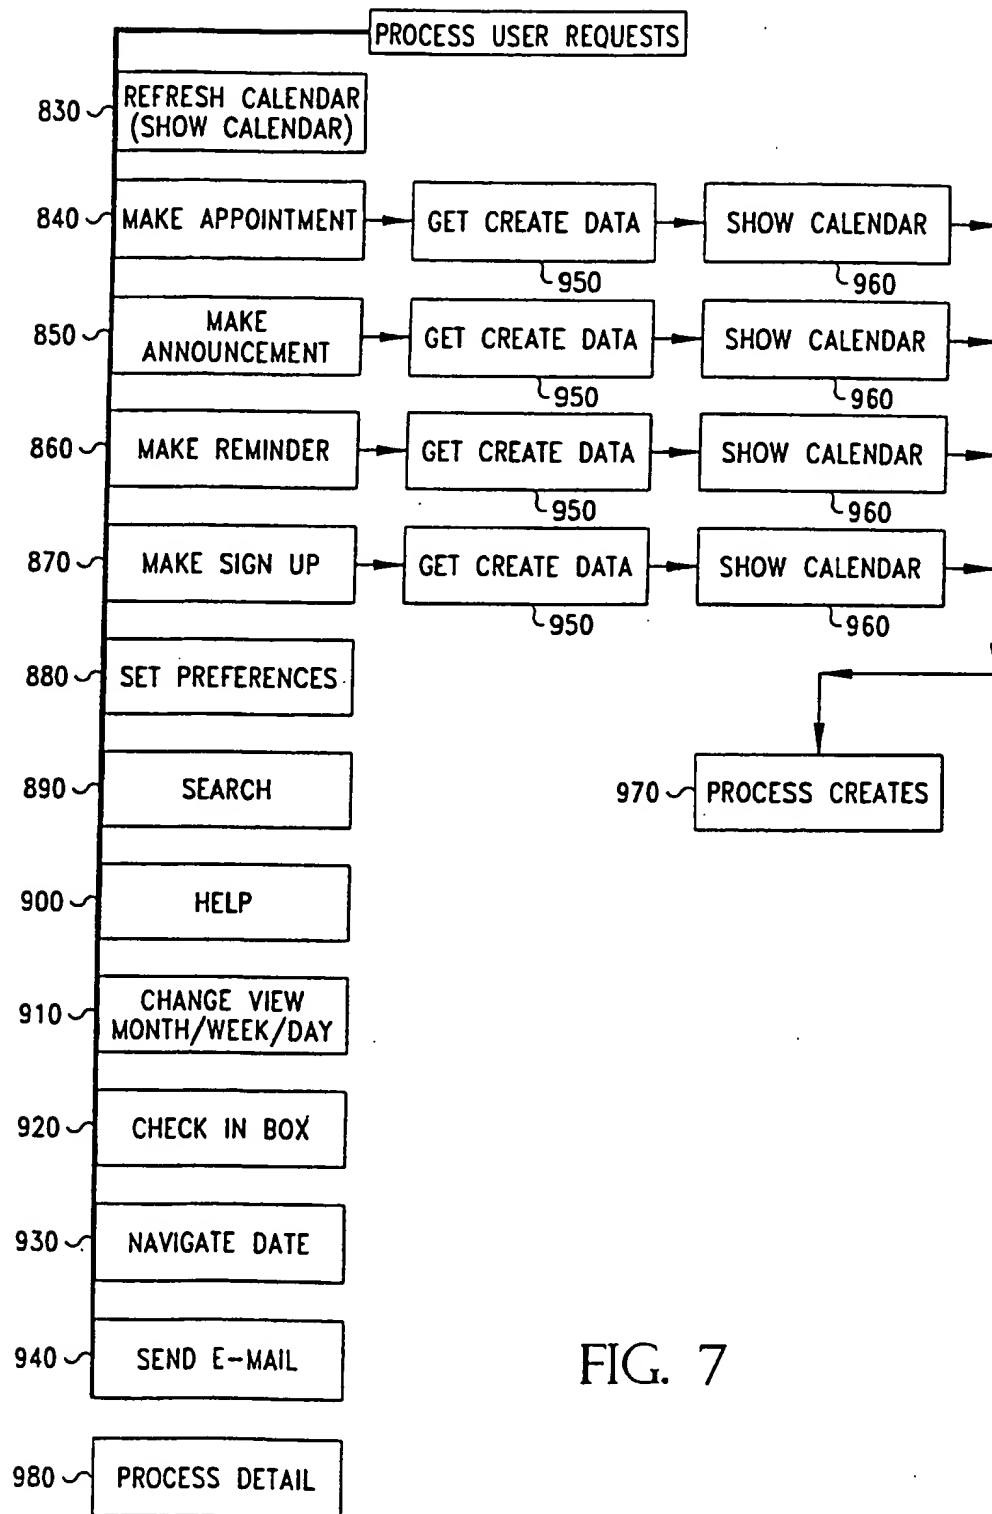 PROCESS USER REQUESTS
830
REFRESH CALENDAR
(SHOW CALENDAR)
840
MAKE APPOINTMENT
GET CREATE DATA
SHOW CALENDAR
950
960
850
MAKE
ANNOUNCEMENT
GET CREATE DATA
SHOW CALENDAR
950
960
860
MAKE REMINDER
GET CREATE DATA
SHOW CALENDAR
950
960
870
MAKE SIGN UP
GET CREATE DATA
SHOW CALENDAR
950
960
880
SET PREFERENCES
890
SEARCH
970
PROCESS CREATES
900
HELP
910
CHANGE VIEW
MONTH/WEEK/DAY
920
CHECK IN BOX
930
NAVIGATE DATE
940
SEND E-MAIL
FIG. 7
980
PROCESS DETAIL